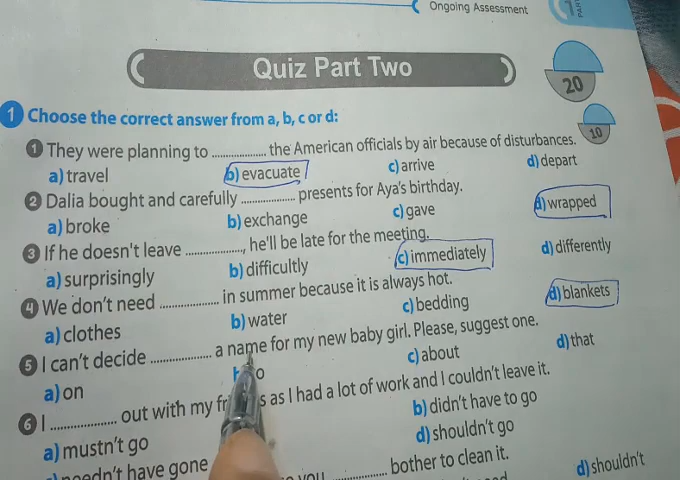 Ongoing Assessment
1
PART
Quiz Part Two
20
1 Choose the correct answer from a, b, c or d:
10
1 They were planning to .................. the American officials by air because of disturbances.
a) travel b) evacuate c) arrive d) depart
2 Dalia bought and carefully .................. presents for Aya's birthday.
a) broke b) exchange c) gave d) wrapped
3 If he doesn't leave .................., he'll be late for the meeting.
a) surprisingly b) difficultly c) immediately d) differently
4 We don't need .................. in summer because it is always hot.
a) clothes b) water c) bedding d) blankets
5 I can't decide .................. a name for my new baby girl. Please, suggest one.
a) on c) about d) that
6 I .................. out with my as I had a lot of work and I couldn't leave it.
a) mustn't go b) didn't have to go
needn't have gone d) shouldn't go
you .................. bother to clean it.
d) shouldn't